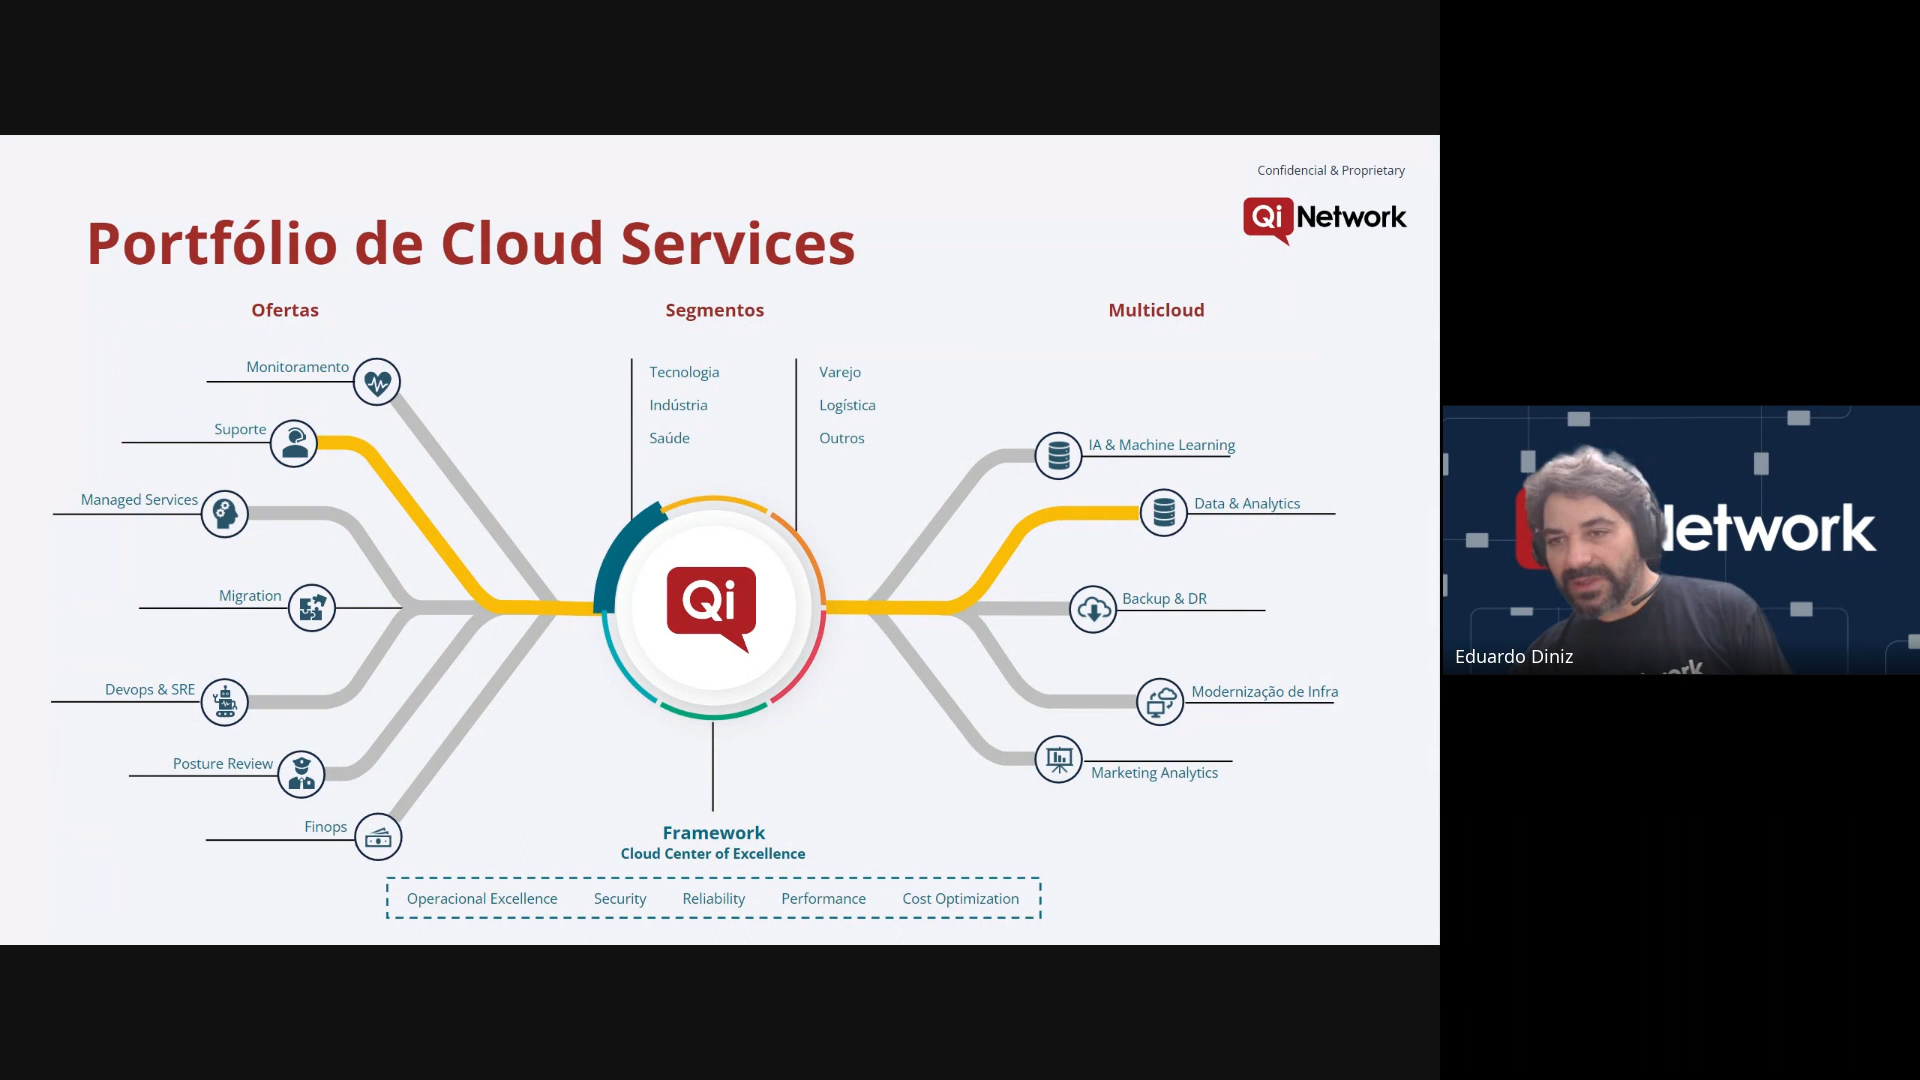 Confidencial & Proprietary
Qi Network
Portfólio de Cloud Services
Ofertas
Segmentos
Multicloud
Monitoramento
Suporte
Managed Services
Migration
Devops & SRE
Posture Review
Finops
Tecnologia
Indústria
Saúde
Varejo
Logística
Outros
Qi
IA & Machine Learning
Data & Analytics
Backup & DR
Modernização de Infra
Marketing Analytics
Framework
Cloud Center of Excellence
Operacional Excellence Security Reliability Performance Cost Optimization
etwork
Eduardo Diniz